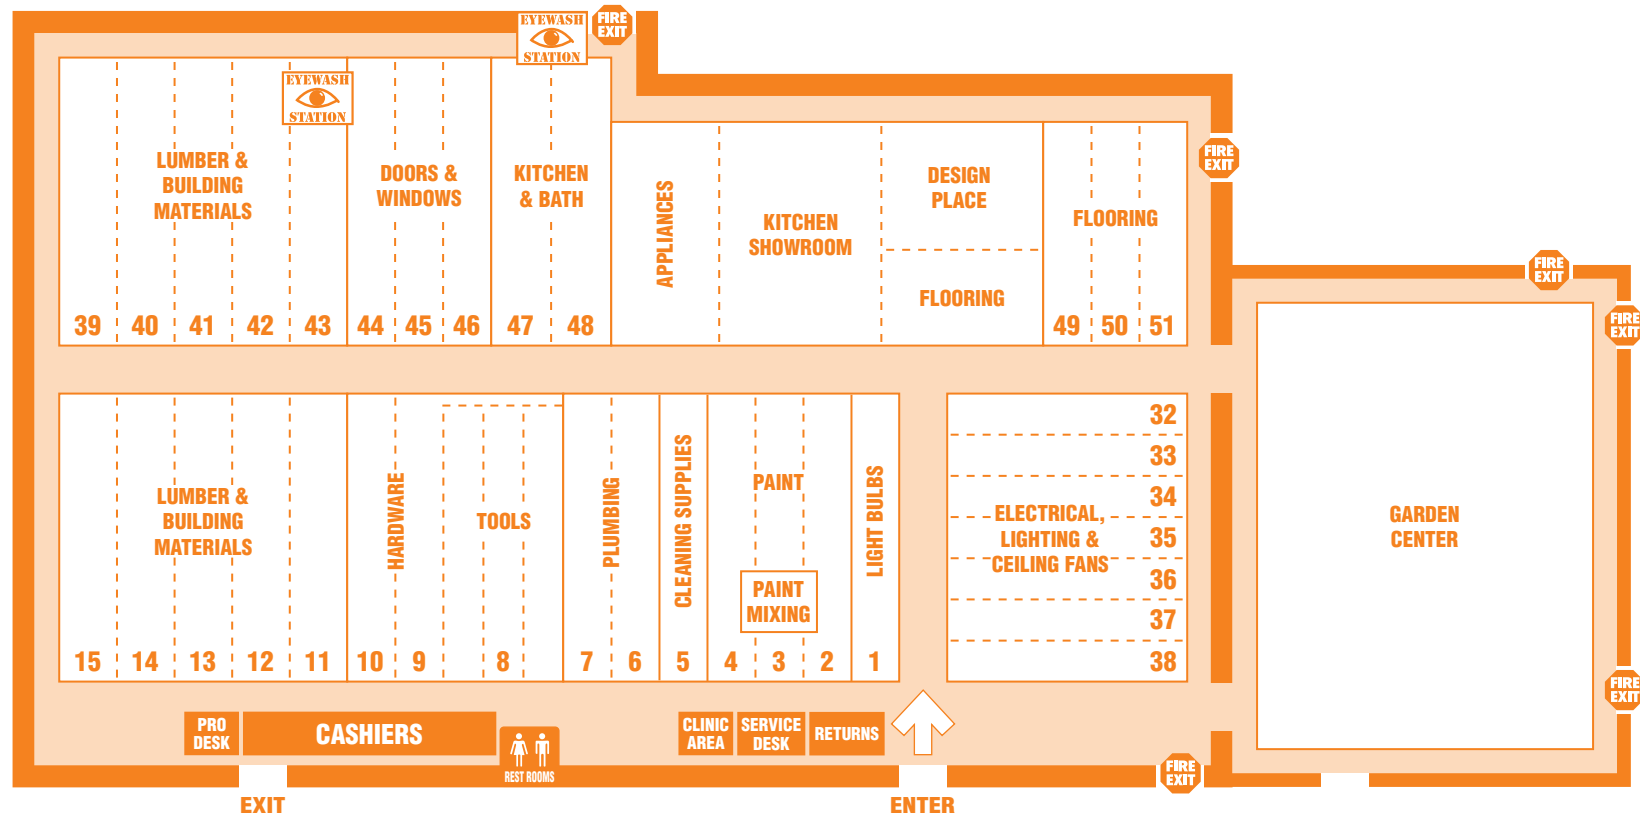 EYEWASH
STATION
FIRE
EXIT
EYEWASH
STATION
LUMBER &
BUILDING
MATERIALS
DOORS &
WINDOWS
KITCHEN
& BATH
APPLIANCES
KITCHEN
SHOWROOM
DESIGN
PLACE
FLOORING
FLOORING
FIRE
EXIT
39 40 41 42 43 44 45 46 47 48 49 50 51
FIRE
EXIT
FIRE
EXIT
LUMBER &
BUILDING
MATERIALS
HARDWARE
TOOLS
PLUMBING
CLEANING SUPPLIES
PAINT
PAINT
MIXING
LIGHT BULBS
15 14 13 12 11 10 9 8 7 6 5 4 3 2 1
32
33
34
35
36
37
38
ELECTRICAL,
LIGHTING &
CEILING FANS
GARDEN
CENTER
FIRE
EXIT
PRO
DESK
CASHIERS
REST ROOMS
CLINIC
AREA
SERVICE
DESK
RETURNS
FIRE
EXIT
EXIT
ENTER